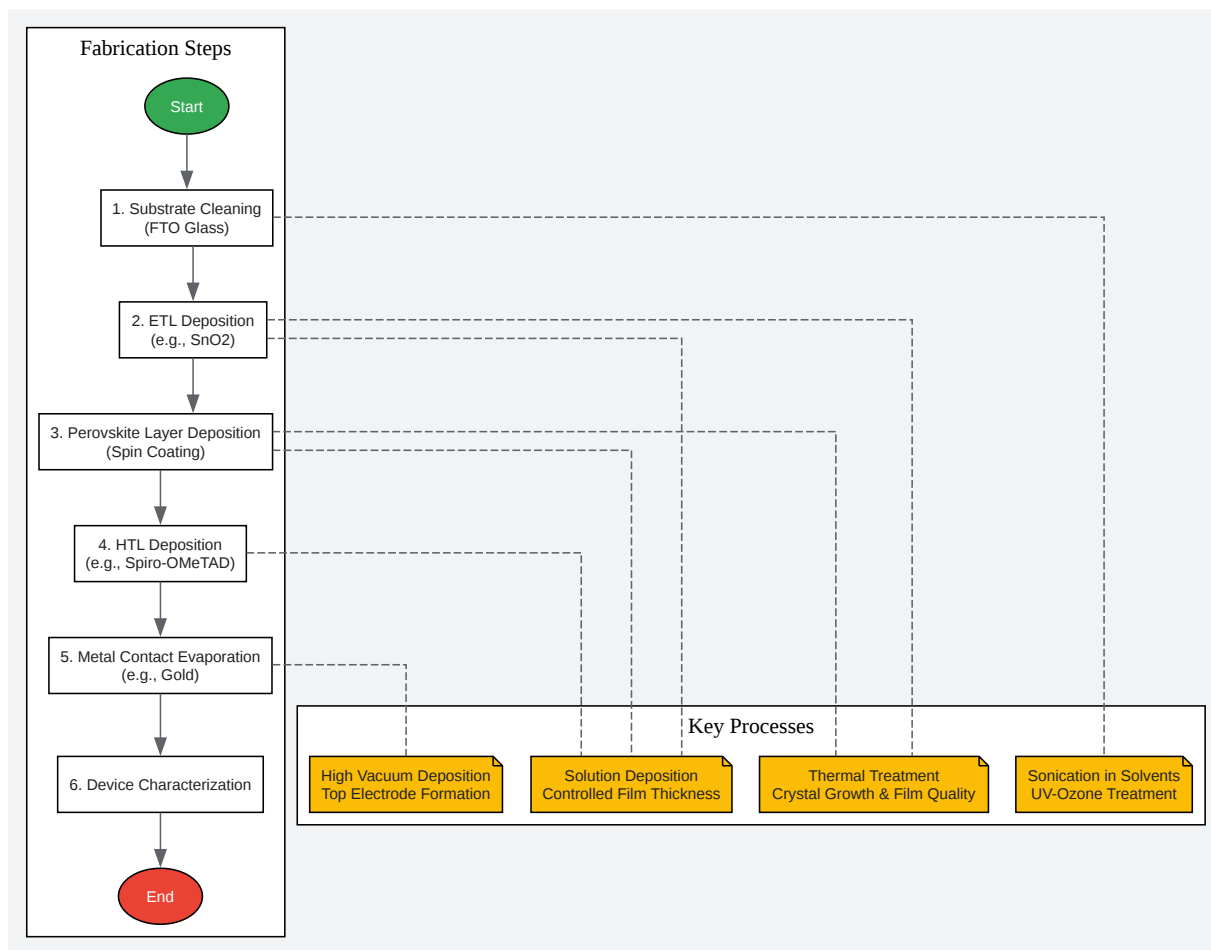 Fabrication Steps
Start
1. Substrate Cleaning
(FTO Glass)
2. ETL Deposition
(e.g., SnO2)
3. Perovskite Layer Deposition
(Spin Coating)
4. HTL Deposition
(e.g., Spiro-OMeTAD)
5. Metal Contact Evaporation
(e.g., Gold)
6. Device Characterization
End
Key Processes
High Vacuum Deposition
Top Electrode Formation
Solution Deposition
Controlled Film Thickness
Thermal Treatment
Crystal Growth & Film Quality
Sonication in Solvents
UV-Ozone Treatment